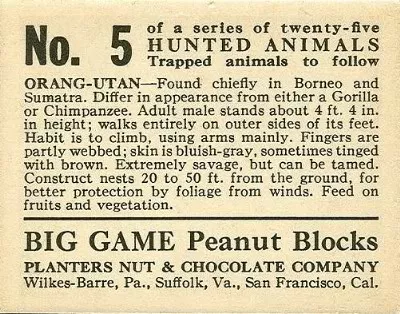 No. 5
of a series of twenty-five
HUNTED ANIMALS
Trapped animals to follow
ORANG-UTAN—Found chiefly in Borneo and
Sumatra. Differ in appearance from either a Gorilla
or Chimpanzee. Adult male stands about 4 ft. 4 in.
in height; walks entirely on outer sides of its feet.
Habit is to climb, using arms mainly. Fingers are
partly webbed; skin is bluish-gray, sometimes tinged
with brown. Extremely savage, but can be tamed.
Construct nests 20 to 50 ft. from the ground, for
better protection by foliage from winds. Feed on
fruits and vegetation.
BIG GAME Peanut Blocks
PLANTERS NUT & CHOCOLATE COMPANY
Wilkes-Barre, Pa., Suffolk, Va., San Francisco, Cal.